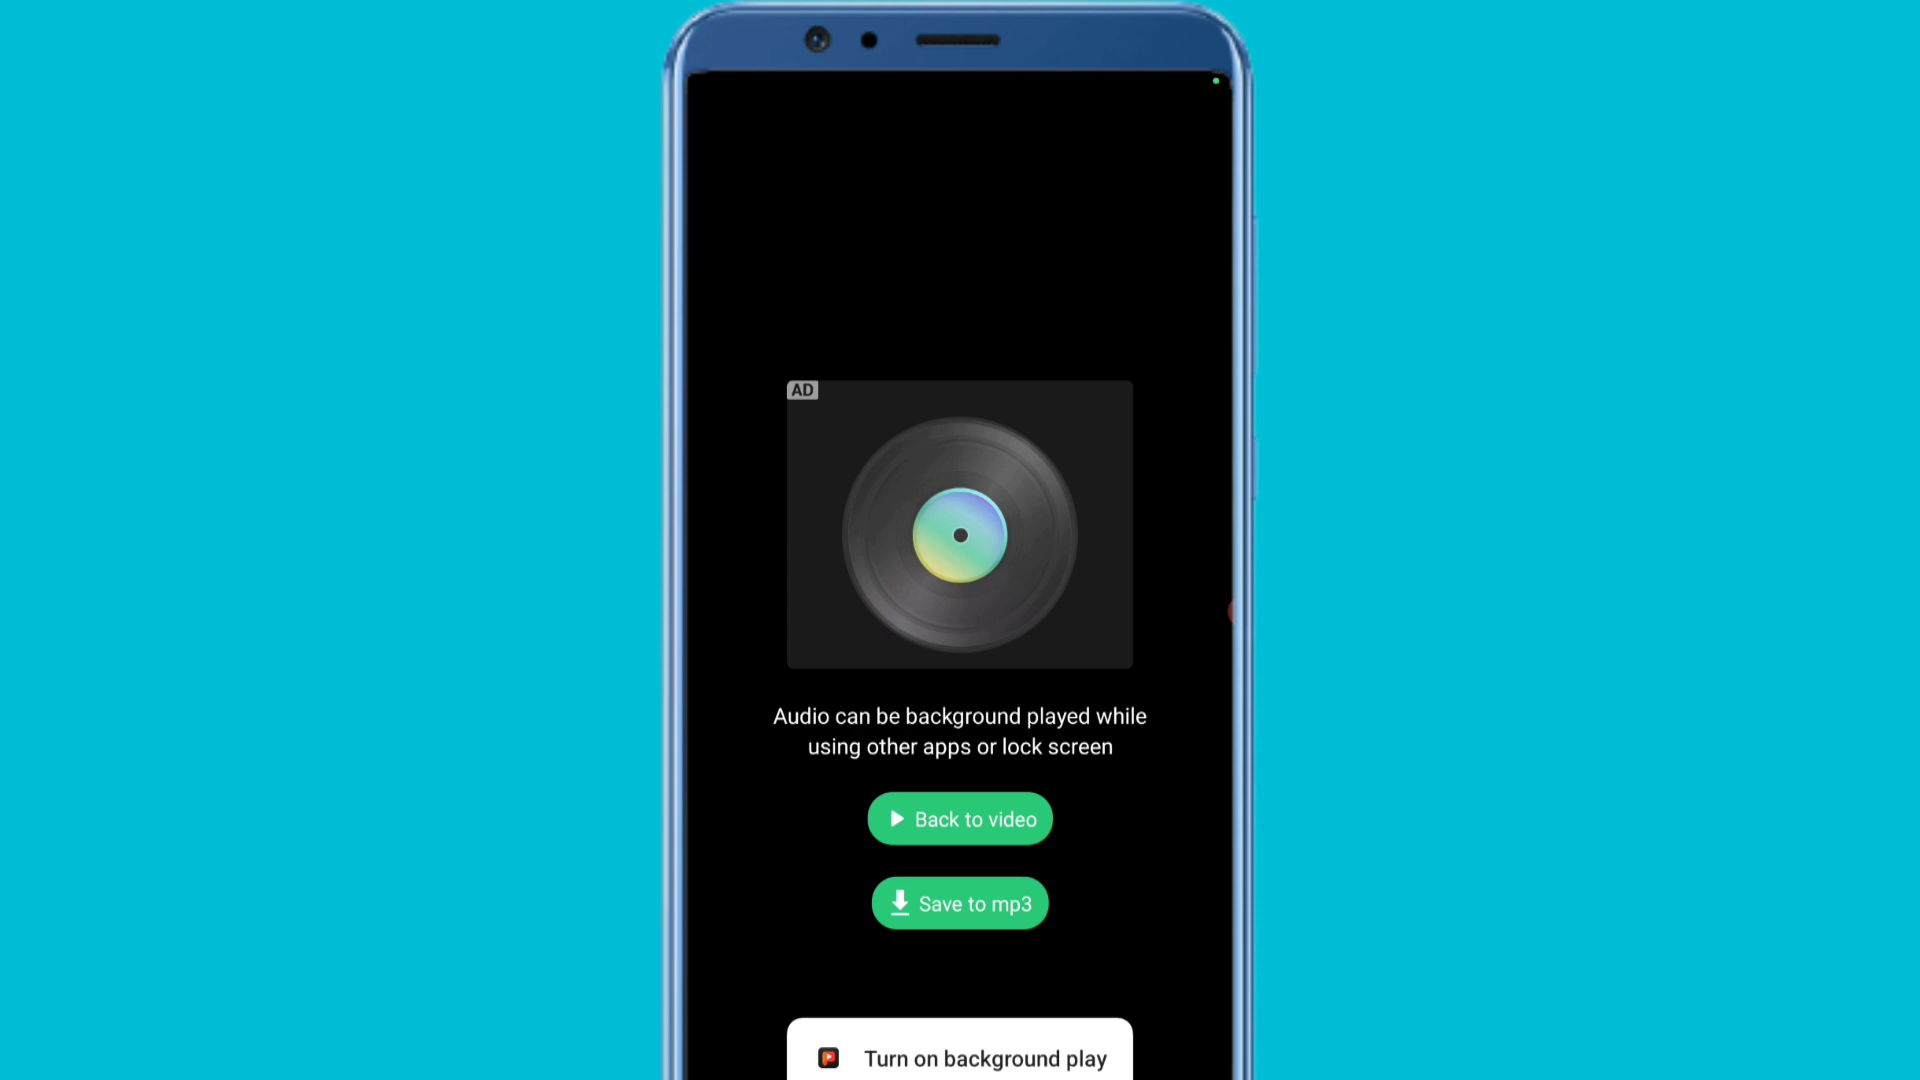 AD
Audio can be background played while
using other apps or lock screen
Back to video
Save to mp3
Turn on background play